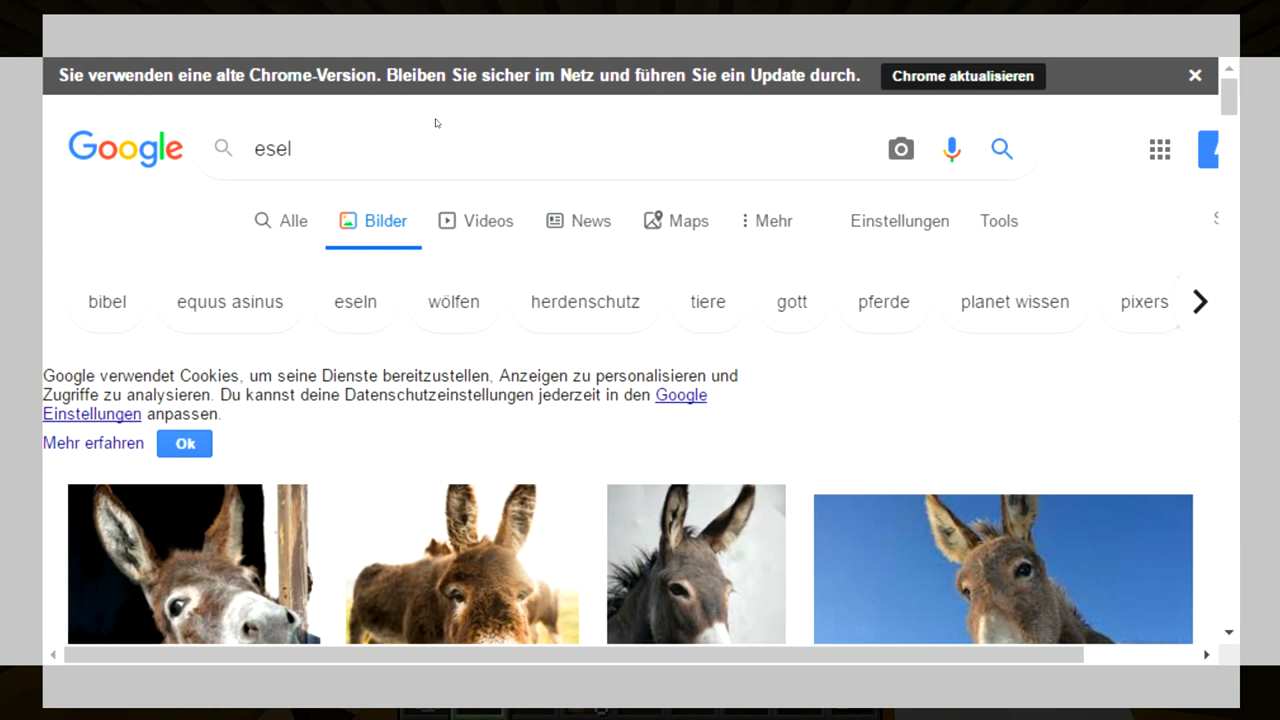 Sie verwenden eine alte Chrome-Version. Bleiben Sie sicher im Netz und führen Sie ein Update durch. Chrome aktualisieren
Google esel
Alle Bilder Videos News Maps Mehr Einstellungen Tools
bibel equus asinus eseln wölfen herdenschutz tiere gott pferde planet wissen pixers
Google verwendet Cookies, um seine Dienste bereitzustellen, Anzeigen zu personalisieren und
Zugriffe zu analysieren. Du kannst deine Datenschutzeinstellungen jederzeit in den Google
Einstellungen anpassen.
Mehr erfahren Ok